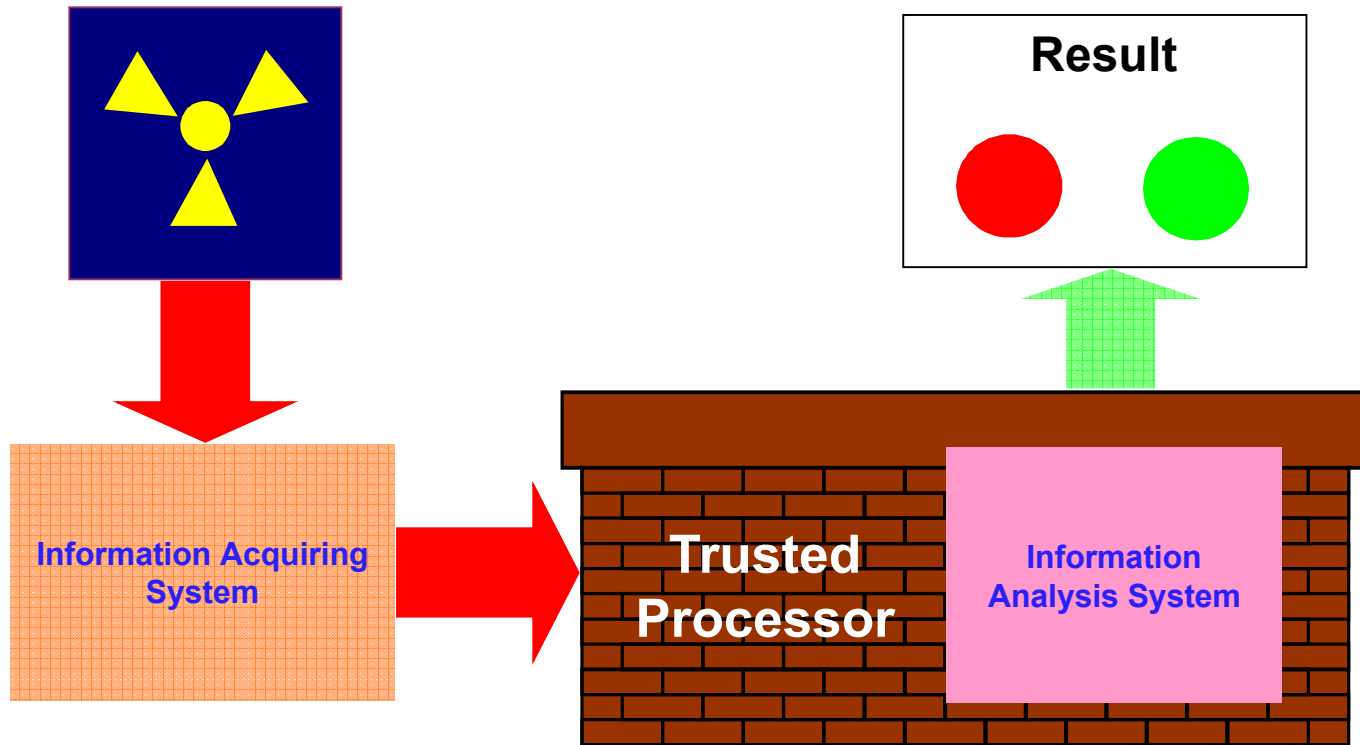 Result
Information Acquiring
System
Trusted
Processor
Information
Analysis System